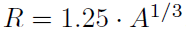 R = 1.25 · A^{1/3}